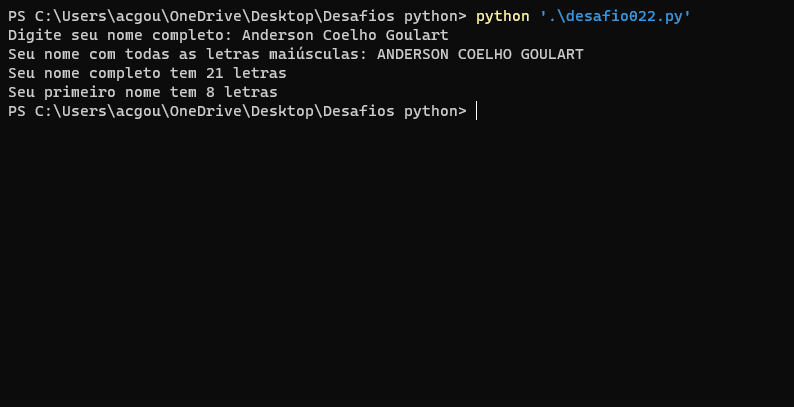 PS C:\Users\acgou\OneDrive\Desktop\Desafios python> python '.\desafio022.py'
Digite seu nome completo: Anderson Coelho Goulart
Seu nome com todas as letras maiúsculas: ANDERSON COELHO GOULART
Seu nome completo tem 21 letras
Seu primeiro nome tem 8 letras
PS C:\Users\acgou\OneDrive\Desktop\Desafios python>